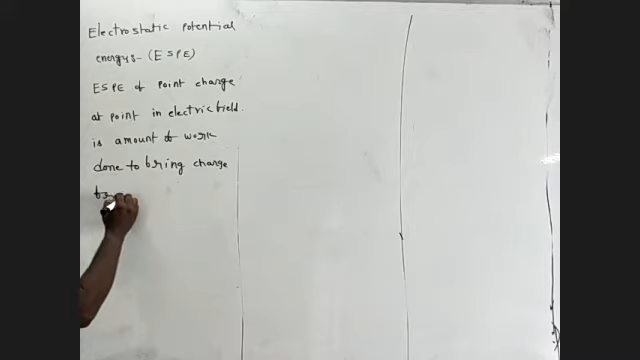 Electrostatic potential
energy:- (ESPE)
ESPE of point charge
at point in electric field.
is amount of work
done to bring charge